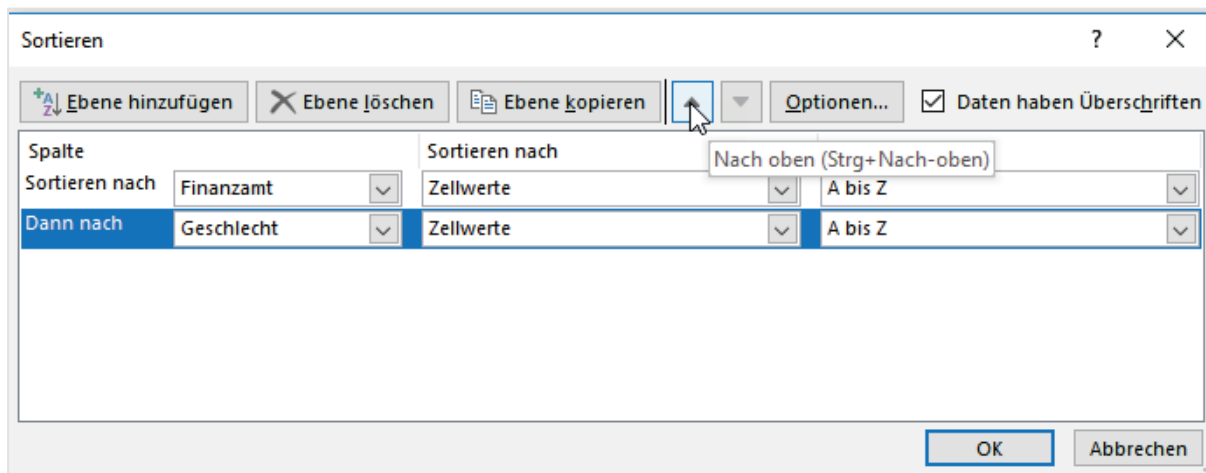 Sortieren ?
Ebene hinzufügen Ebene löschen Ebene kopieren Optionen... Daten haben Überschriften
Spalte Sortieren nach
Nach oben (Strg+Nach-oben)
Sortieren nach Finanzamt Zellwerte A bis Z
Dann nach Geschlecht Zellwerte A bis Z
OK Abbrechen